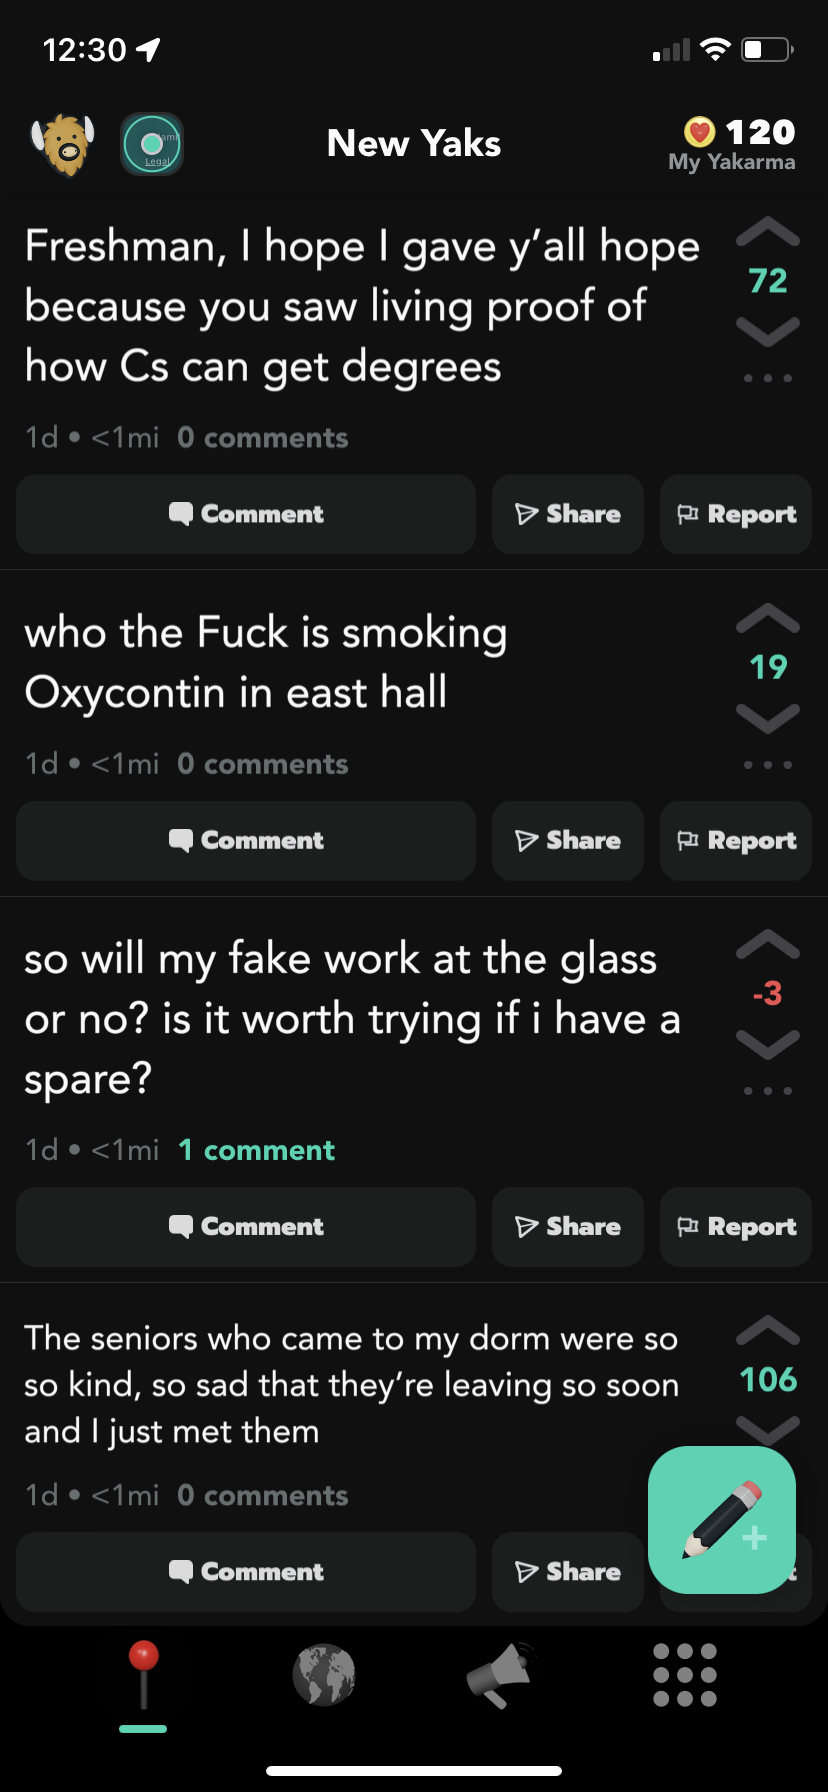 12:30
New Yaks
120
My Yakarma
Legal
Freshman, I hope I gave y’all hope
because you saw living proof of
how Cs can get degrees
72
1d • <1mi 0 comments
Comment Share Report
who the Fuck is smoking
Oxycontin in east hall
19
1d • <1mi 0 comments
Comment Share Report
so will my fake work at the glass
or no? is it worth trying if i have a
spare?
-3
1d • <1mi 1 comment
Comment Share Report
The seniors who came to my dorm were so
so kind, so sad that they’re leaving so soon
and I just met them
106
1d • <1mi 0 comments
Comment Share